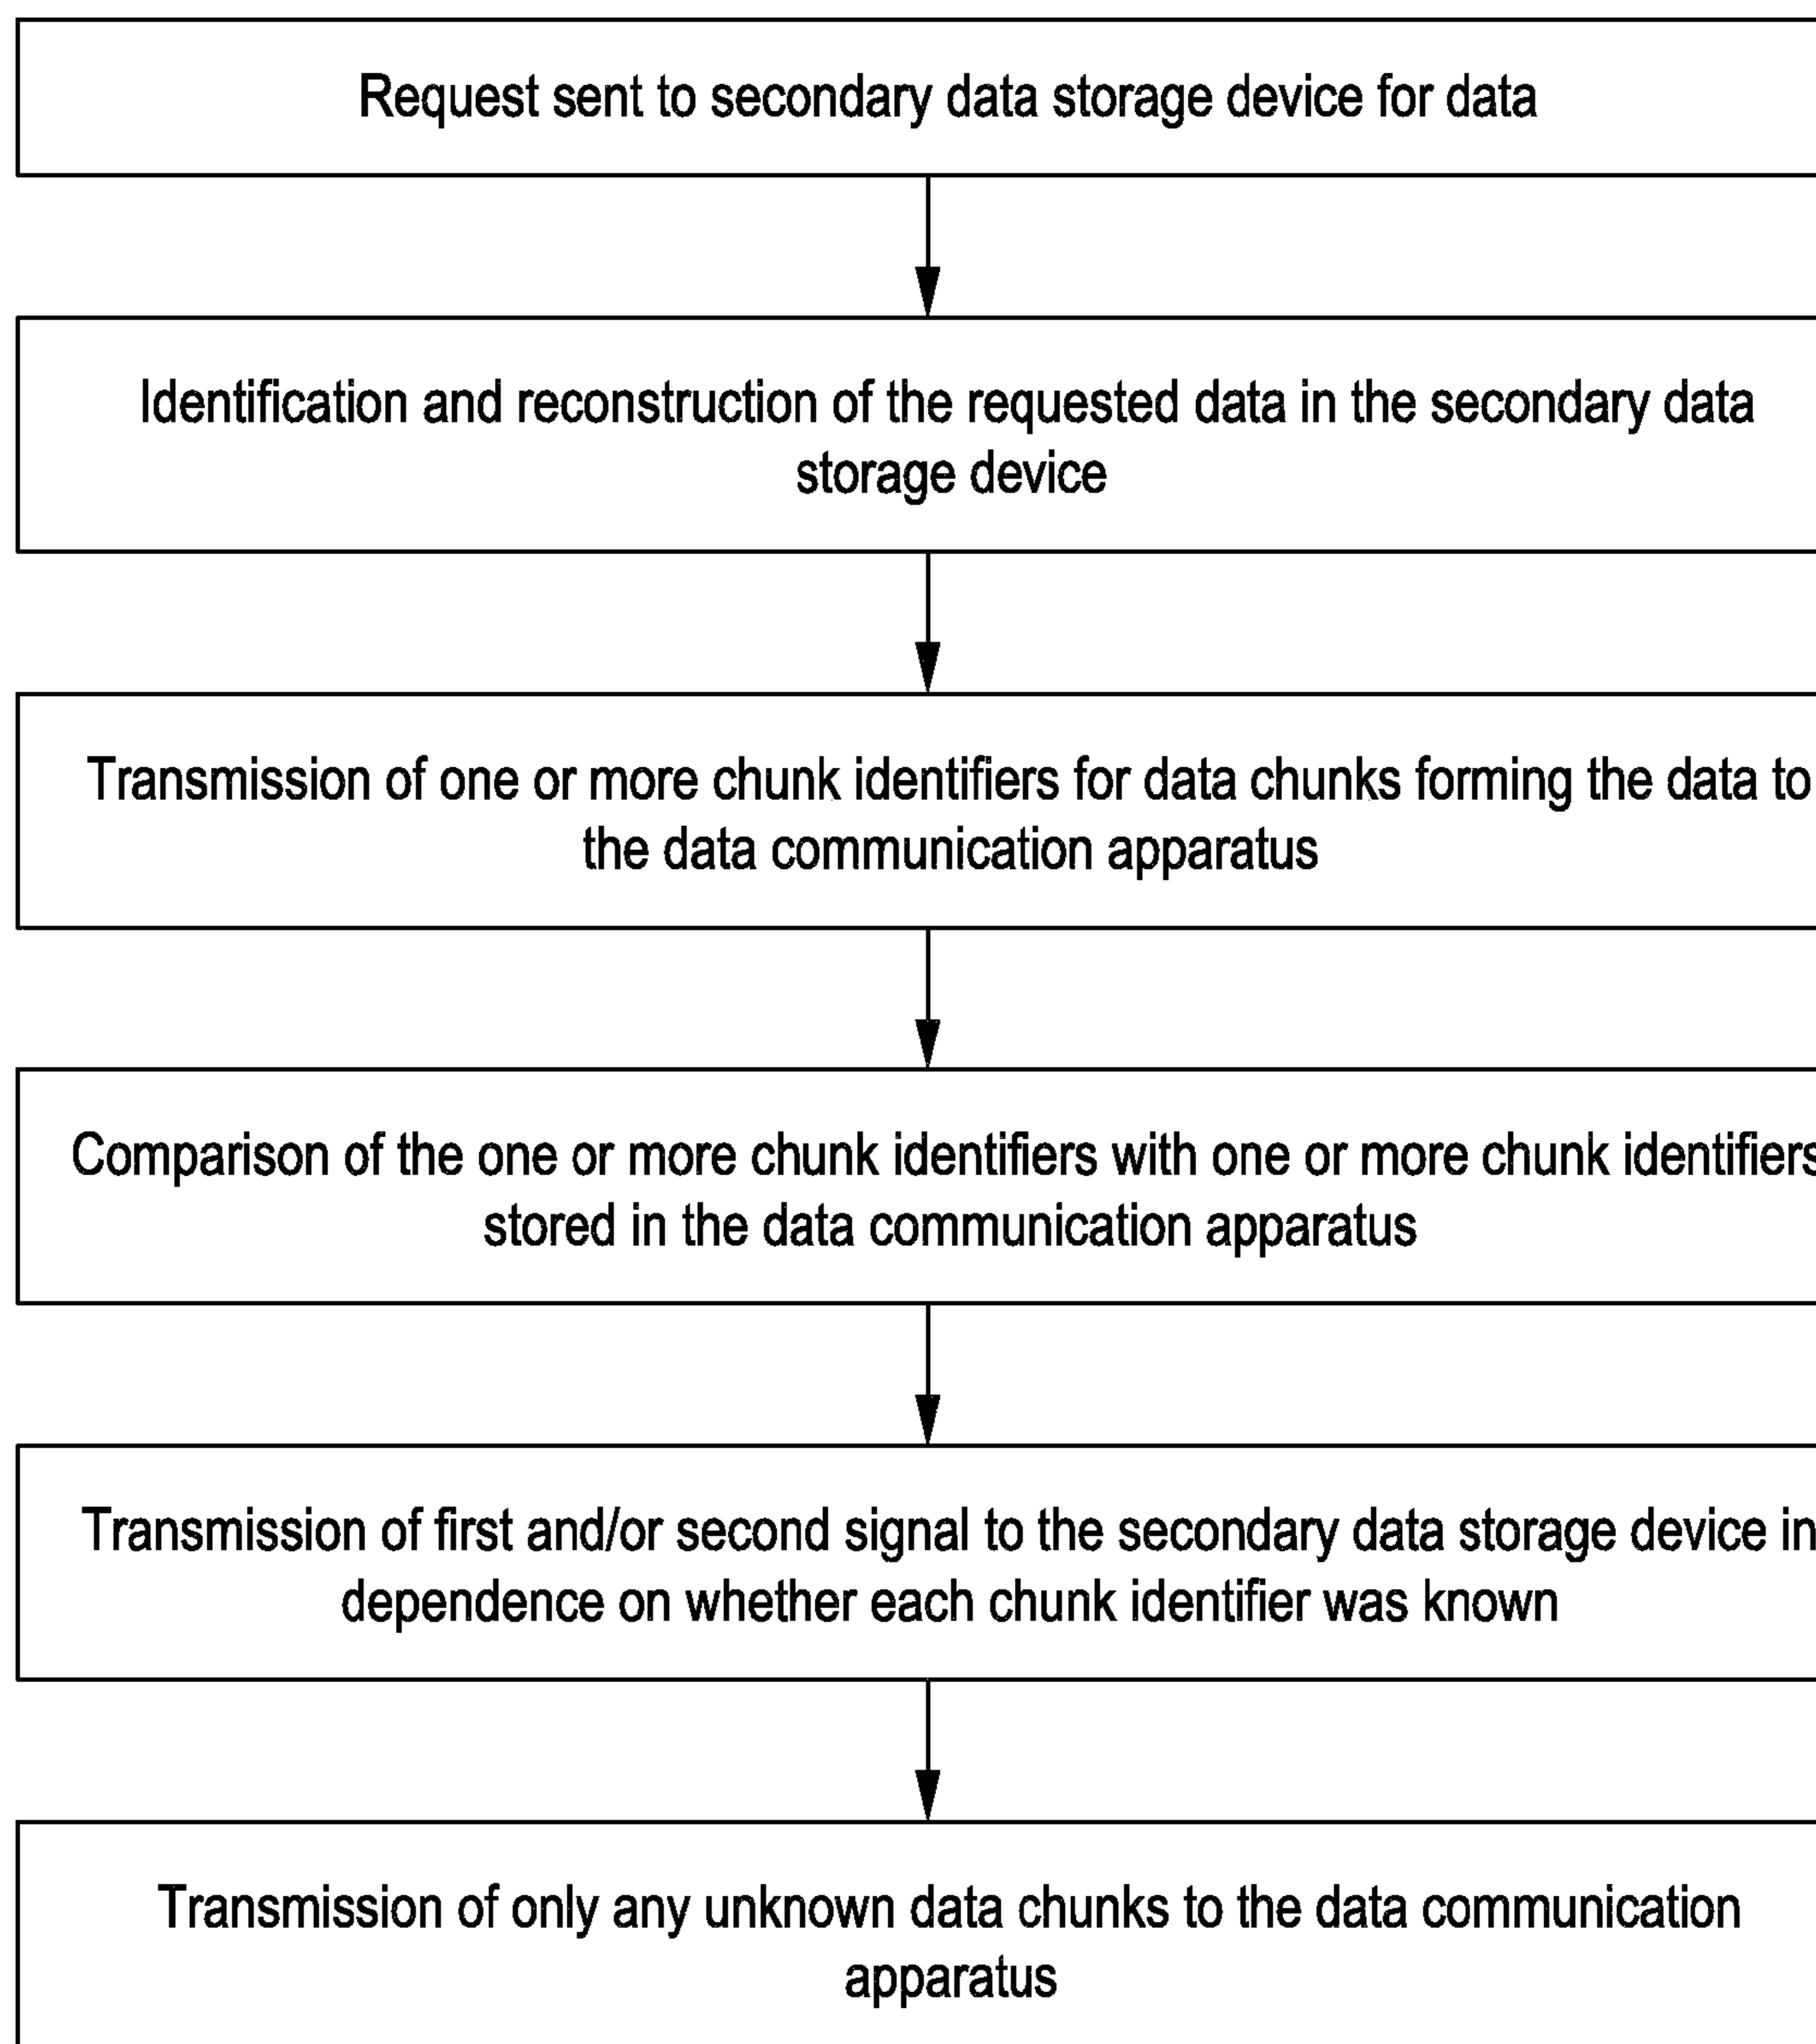 Request sent to secondary data storage device for data
Identification and reconstruction of the requested data in the secondary data
storage device
Transmission of one or more chunk identifiers for data chunks forming the data to
the data communication apparatus
Comparison of the one or more chunk identifiers with one or more chunk identifiers
stored in the data communication apparatus
Transmission of first and/or second signal to the secondary data storage device in
dependence on whether each chunk identifier was known
Transmission of only any unknown data chunks to the data communication
apparatus